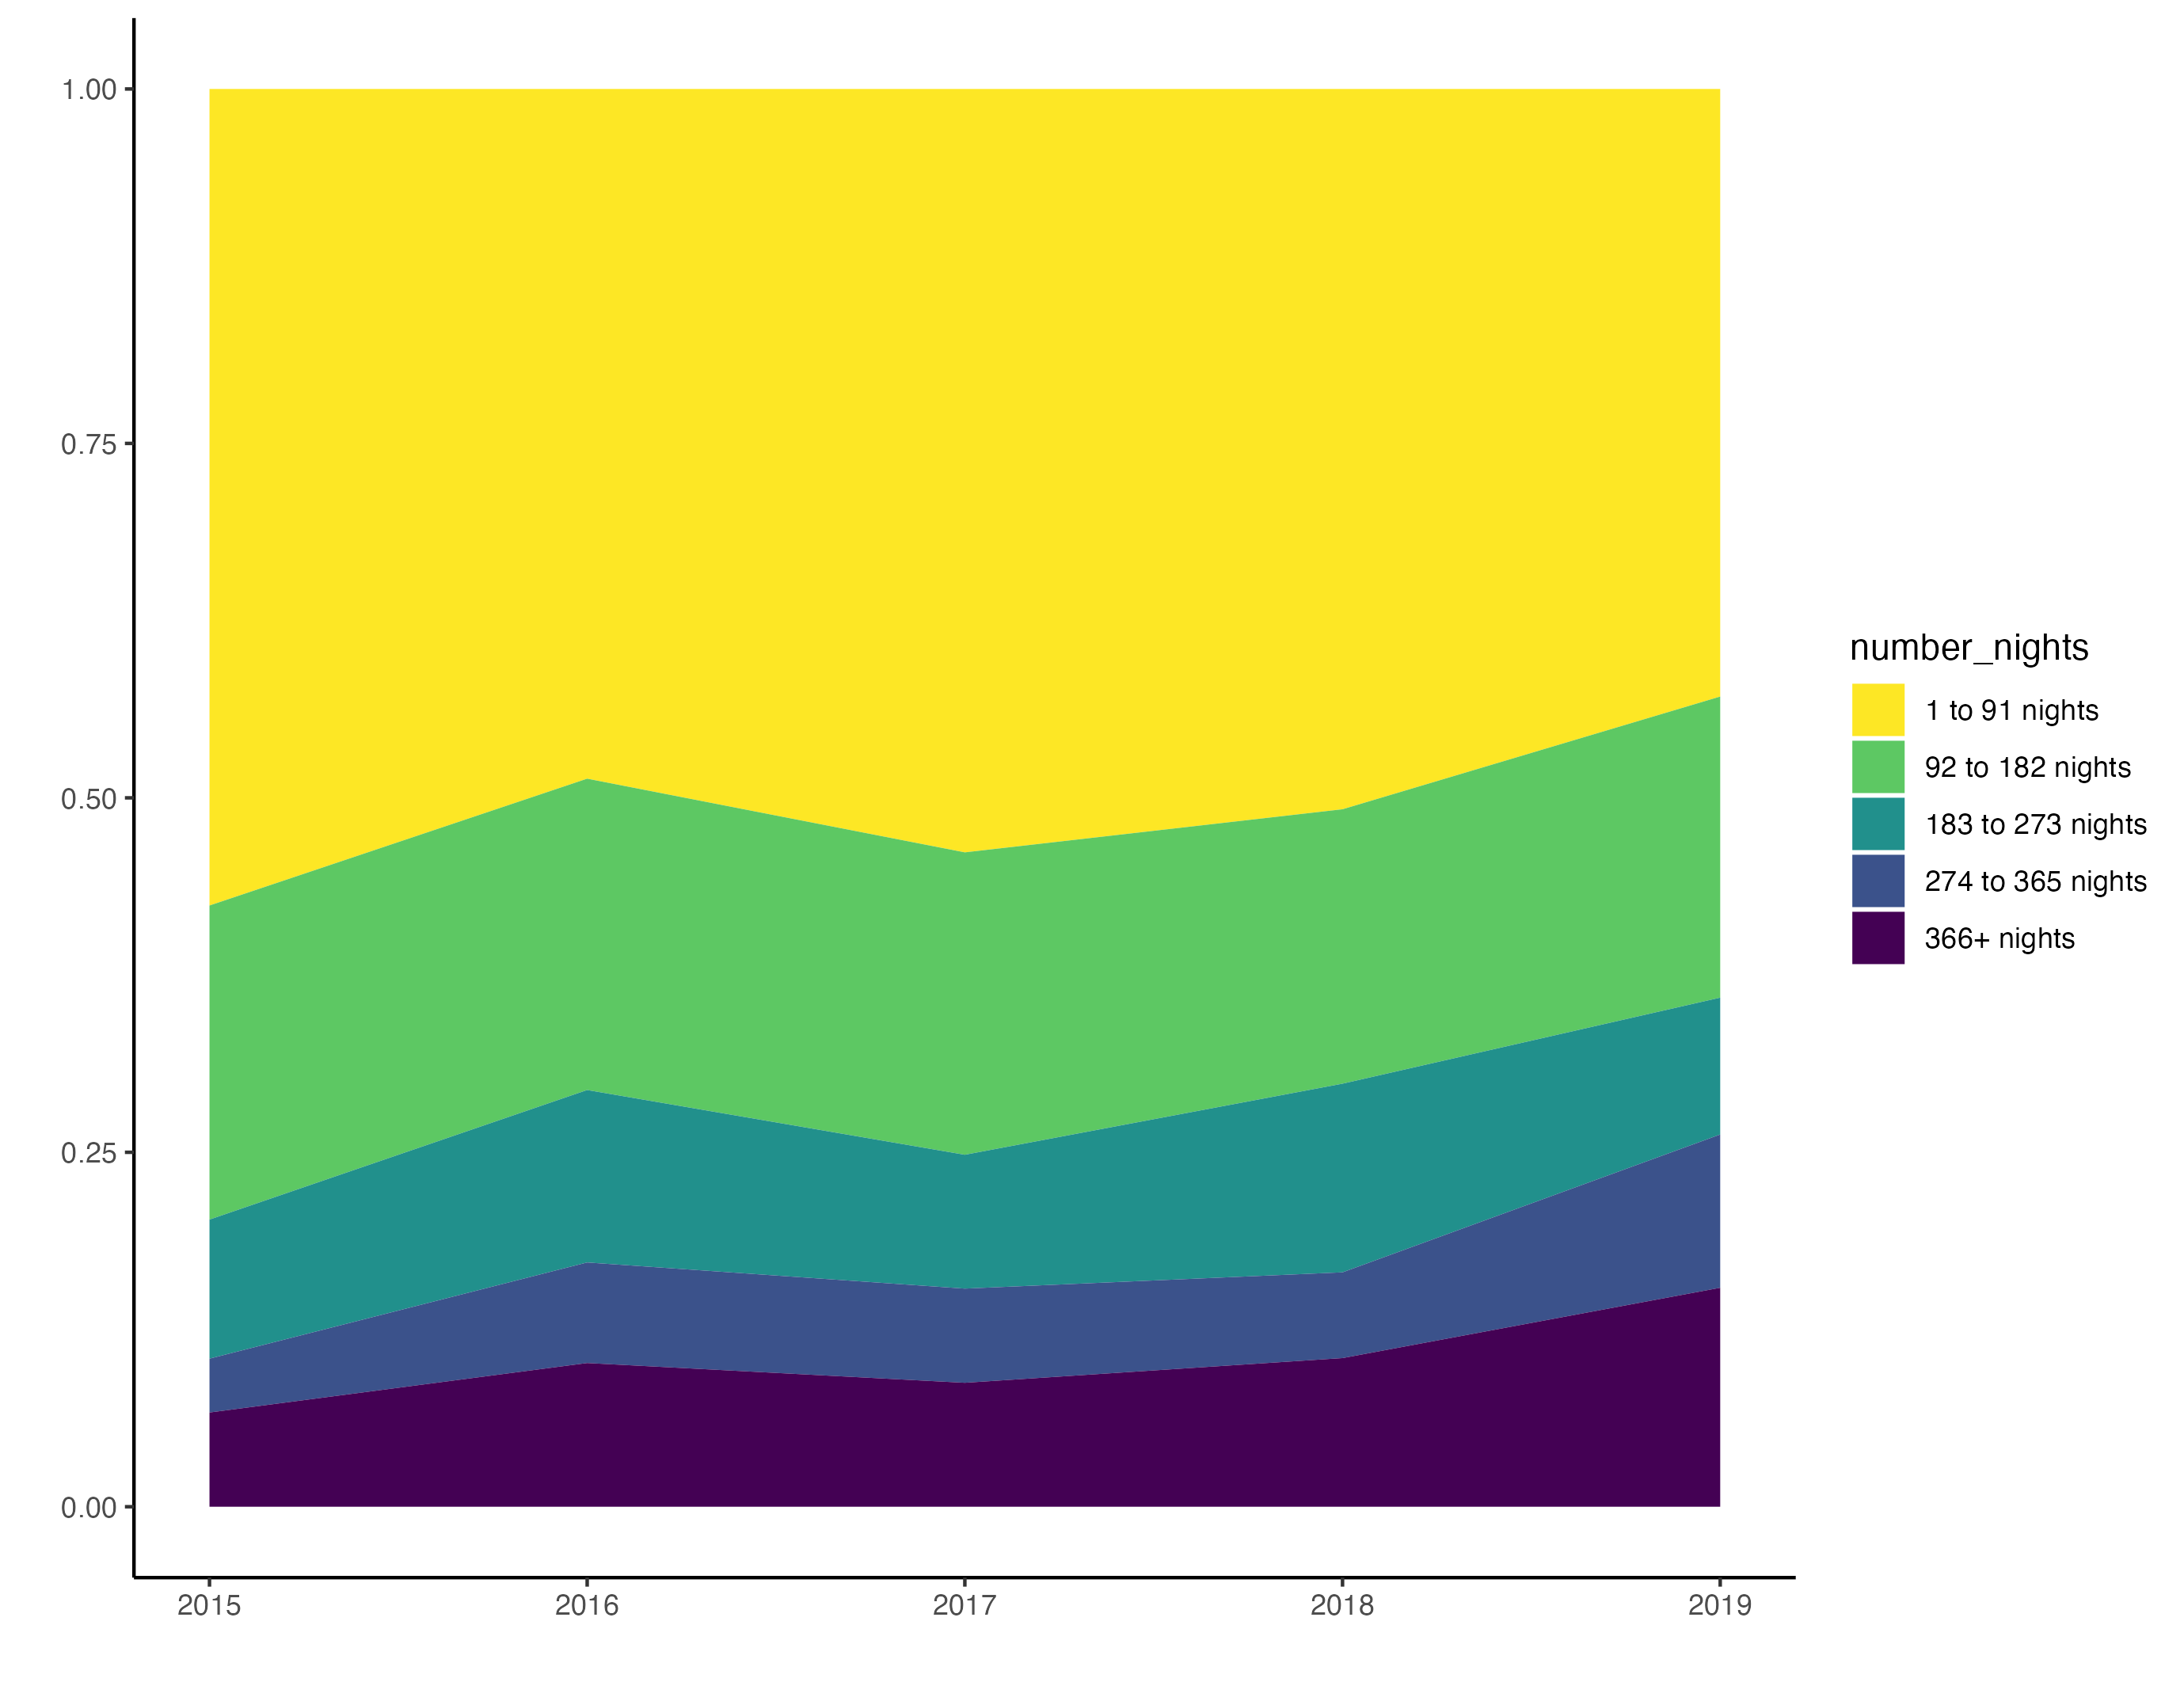 1.00
0.75
0.50
0.25
0.00
2015
2016
2017
2018
2019
number_nights
1 to 91 nights
92 to 182 nights
183 to 273 nights
274 to 365 nights
366+ nights